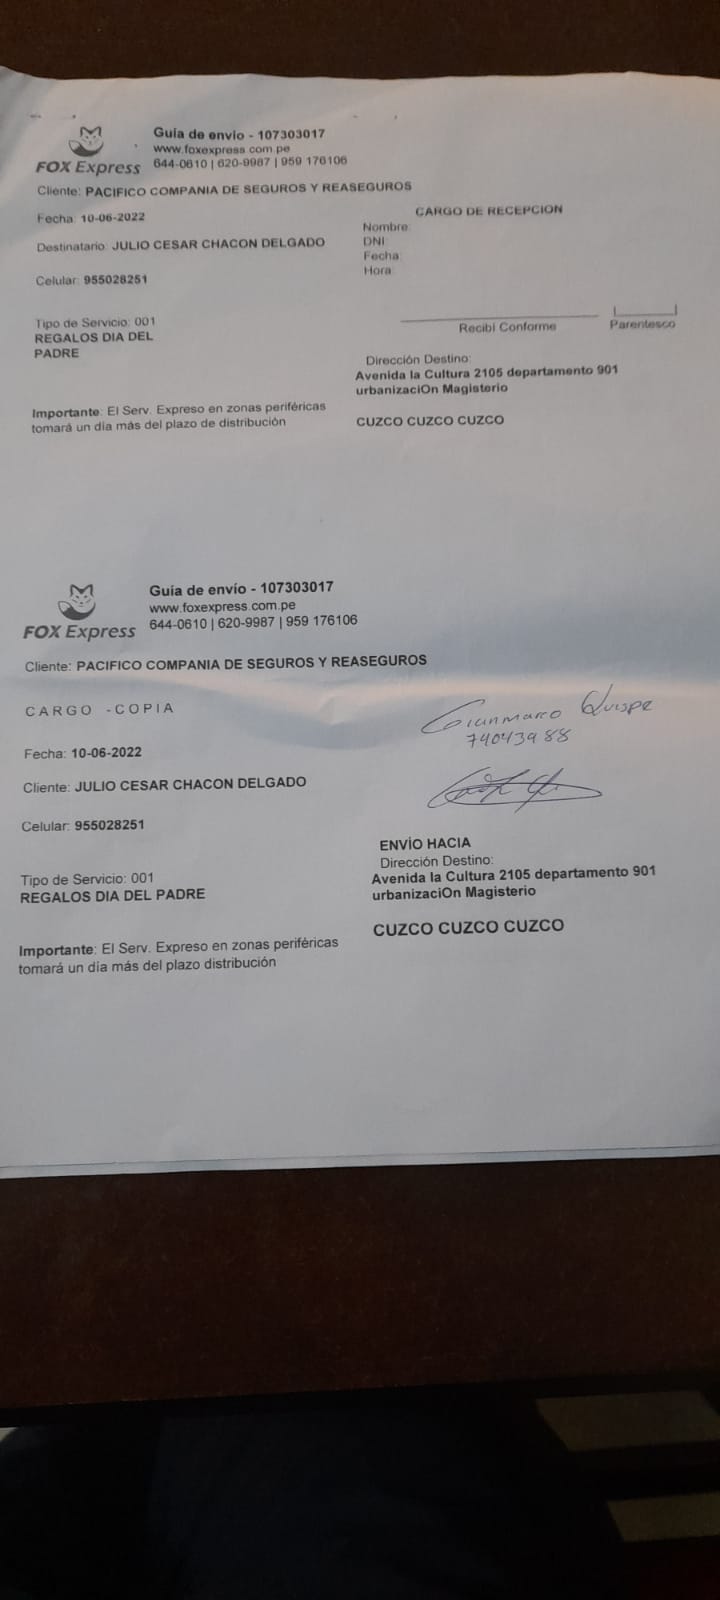 Guía de envio - 107303017
www.foxexpress.com.pe
FOX Express 644-0610 | 620-9987 | 959 176106
Cliente: PACIFICO COMPANIA DE SEGUROS Y REASEGUROS
Fecha: 10-06-2022
CARGO DE RECEPCION
Nombre:
DNI:
Fecha:
Hora:
Destinatario: JULIO CESAR CHACON DELGADO
Celular: 955028251
Tipo de Servicio: 001
REGALOS DIA DEL
PADRE
Recibi Conforme
Parentesco
Dirección Destino:
Avenida la Cultura 2105 departamento 901
urbanizaciOn Magisterio
Importante: El Serv. Expreso en zonas periféricas
tomará un día más del plazo de distribución
CUZCO CUZCO CUZCO
Guía de envío - 107303017
www.foxexpress.com.pe
FOX Express 644-0610 | 620-9987 | 959 176106
Cliente: PACIFICO COMPANIA DE SEGUROS Y REASEGUROS
CARGO -COPIA
Gianmarco Quispe
74043988
Fecha: 10-06-2022
Cliente: JULIO CESAR CHACON DELGADO
Celular: 955028251
ENVÍO HACIA
Dirección Destino:
Avenida la Cultura 2105 departamento 901
urbanizaciOn Magisterio
Tipo de Servicio: 001
REGALOS DIA DEL PADRE
CUZCO CUZCO CUZCO
Importante: El Serv. Expreso en zonas periféricas
tomará un día más del plazo distribución